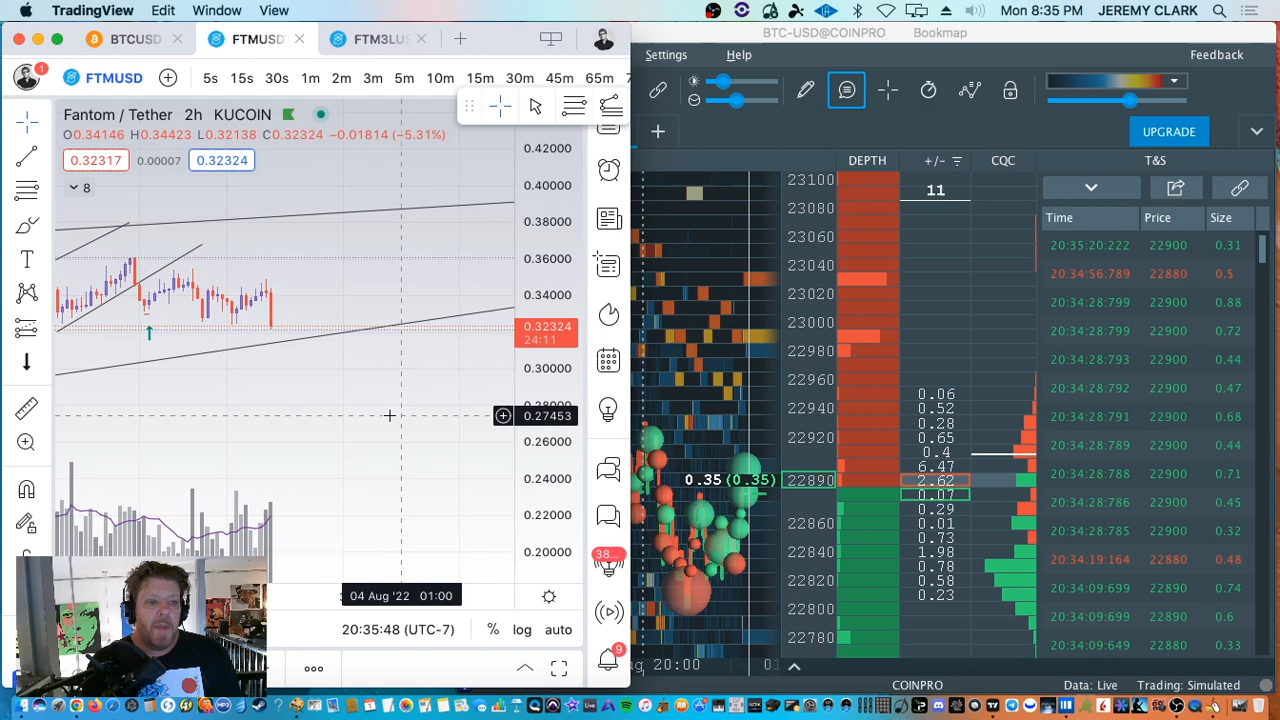 TradingView Edit Window View Mon 8:35 PM JEREMY CLARK
BTC-USD@COINPRO Bookmap
BTCUSD FTMUSD FTM3LUS
Settings Help Feedback
1 FTMUSD 5s 15s 30s 1m 2m 3m 5m 10m 15m 30m 45m 65m
Fantom / Tether 2h KUCOIN
O0.34146 H0.34423 L0.32138 C0.32324 −0.01814 (−5.31%)
0.32317 0.00007 0.32324
8
0.42000
0.40000
0.38000
0.36000
0.34000
0.32324
24:11
0.30000
0.28000
0.27453
0.26000
0.24000
0.22000
0.20000
04 Aug '22 01:00
20:35:48 (UTC-7) % log auto
38...
9
UPGRADE
DEPTH +/- CQC T&S
11
23100
23080
23060
23040
23020
23000
22980
22960
22940
22920
22890
22860
22840
22820
22800
22780
0.35 (0.35)
0.06
0.52
0.28
0.65
0.4
6.47
2.62
0.07
0.29
0.01
0.73
1.98
0.78
0.58
0.23
Time Price Size
20:35:20:222 22900 0.31
20:34:56:789 22880 0.5
20:34:28:799 22900 0.88
20:34:28:799 22900 0.72
20:34:28:793 22900 0.44
20:34:28:792 22900 0.47
20:34:28:791 22900 0.68
20:34:28:789 22900 0.44
20:34:28:788 22900 0.71
20:34:28:786 22900 0.45
20:34:28:785 22900 0.32
20:34:19:164 22880 0.48
20:34:09:699 22900 0.74
20:34:09:699 22900 0.6
20:34:09:649 22900 0.33
20:00
COINPRO Data: Live Trading: Simulated